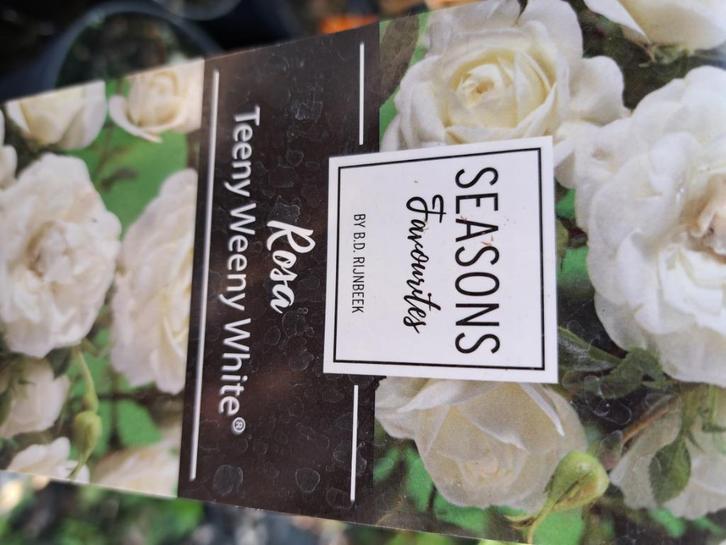 SEASONS
Favourites
BY B.D. RIJNBEEK
Rosa
Teeny Weeny White®